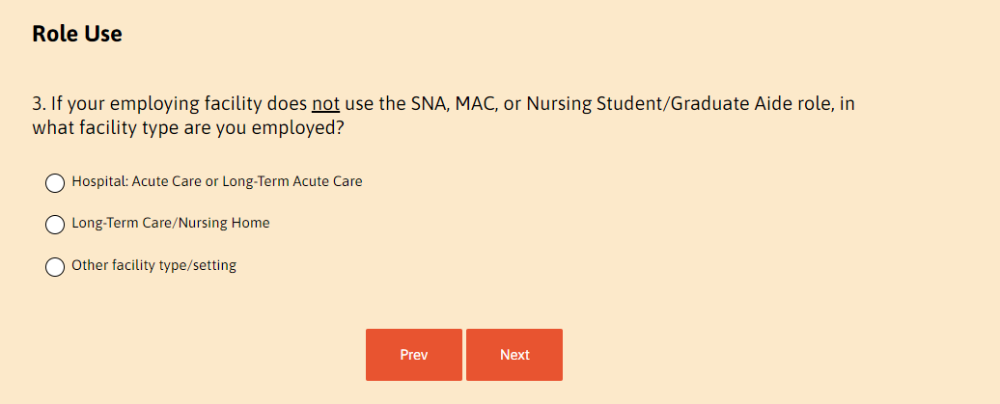 Role Use
3. If your employing facility does not use the SNA, MAC, or Nursing Student/Graduate Aide role, in
what facility type are you employed?
Hospital: Acute Care or Long-Term Acute Care
Long-Term Care/Nursing Home
Other facility type/setting
Prev Next